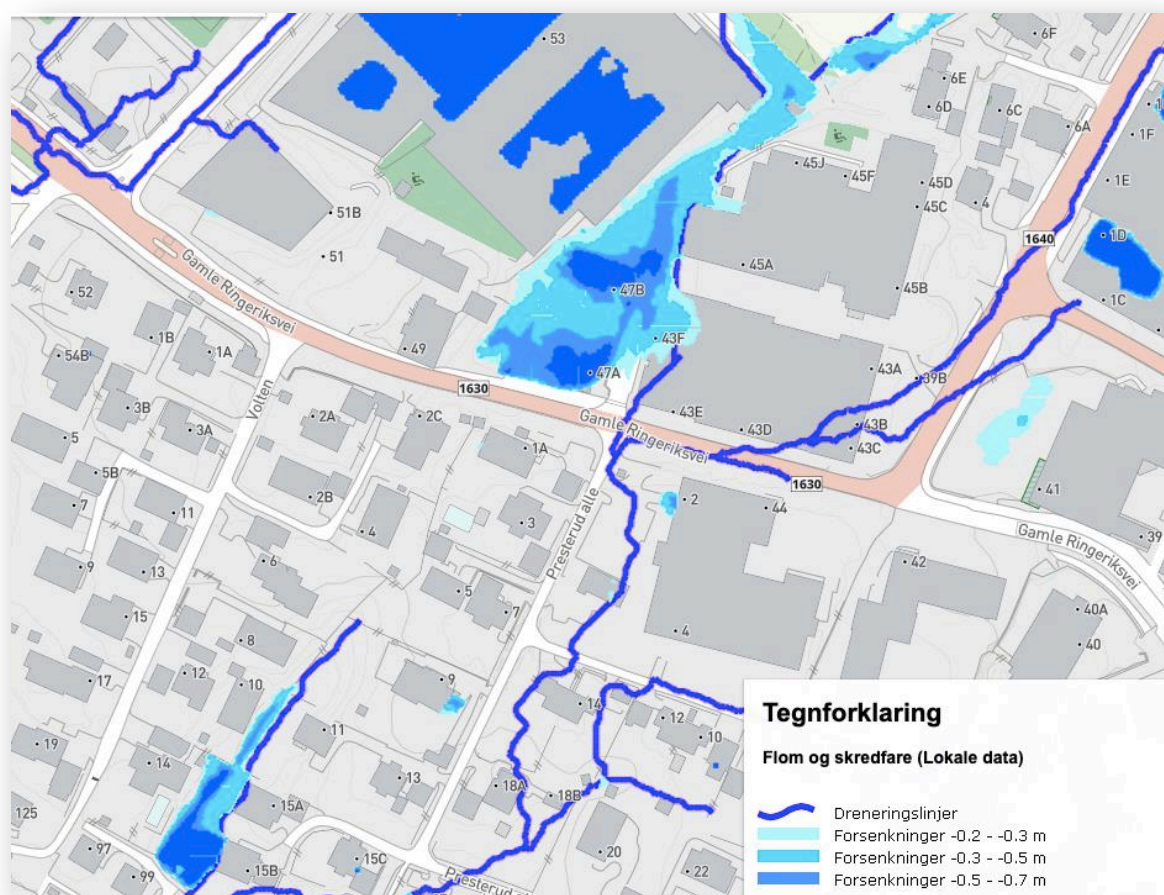 53
6F
6E
6D
6C
6A
1F
1E
45J
45F
45D
45C
4
51B
1640
1D
51
45A
Gamle Ringeriksvei
47B
45B
1C
52
1B
1A
49
43F
54B
47A
43A
39B
1630
Volten
3B
3A
2A
2C
43E
43D
Gamle Ringeriksvei
43B
43C
5
1A
1630
5B
7
11
2B
4
Presterud alle
3
2
44
41
Gamle Ringeriksvei
39
9
13
6
5
7
42
15
8
4
40A
40
17
12
10
9
14
12
10
19
14
11
13
18A
18B
125
15A
97
99
15B
15C
20
22
Presterud all
Tegnforklaring
Flom og skredfare (Lokale data)
Dreneringslinjer
Forsenkninger -0.2 - -0.3 m
Forsenkninger -0.3 - -0.5 m
Forsenkninger -0.5 - -0.7 m